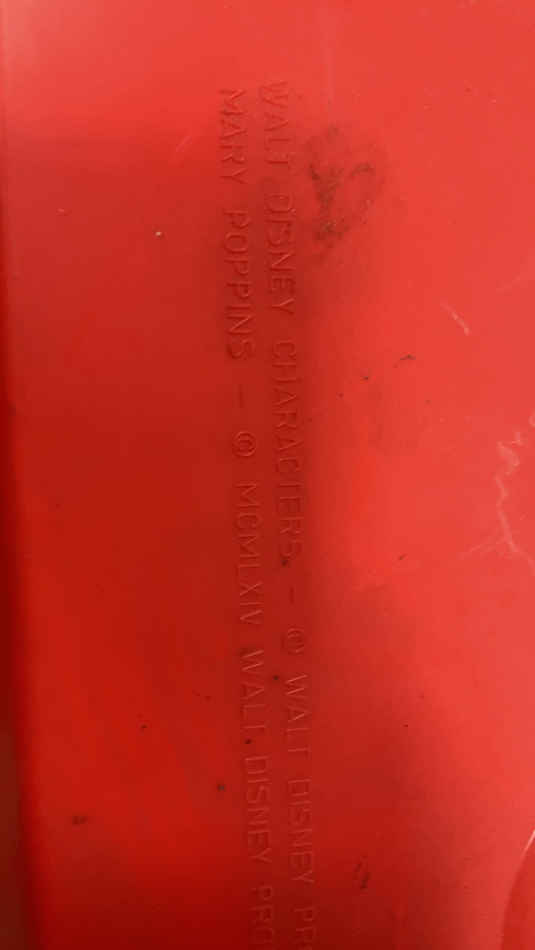 WALT DISNEY CHARACTERS – © WALT DISNEY PR
MARY POPPINS – © MCMLXIV WALT DISNEY PRO